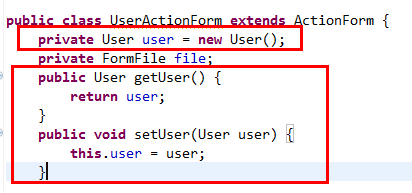 public class UserActionForm extends ActionForm {
private User user = new User();
private FormFile file;
public User getUser() {
return user;
}
public void setUser(User user) {
this.user = user;
}